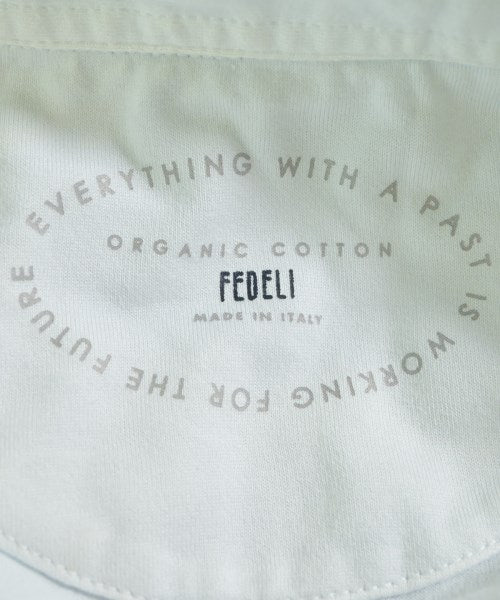 EVERYTHING WITH A PAST IS WORKING FOR THE FUTURE
ORGANIC COTTON
FEDELI
MADE IN ITALY